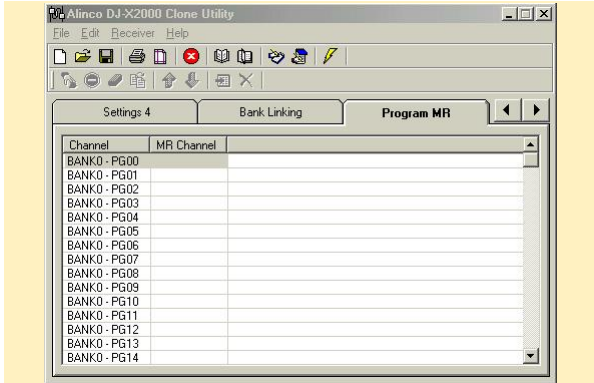 Alinco DJ-X2000 Clone Utility
File Edit Receiver Help
Settings 4 Bank Linking Program MR
Channel MR Channel
BANK0 - PG00
BANK0 - PG01
BANK0 - PG02
BANK0 - PG03
BANK0 - PG04
BANK0 - PG05
BANK0 - PG06
BANK0 - PG07
BANK0 - PG08
BANK0 - PG09
BANK0 - PG10
BANK0 - PG11
BANK0 - PG12
BANK0 - PG13
BANK0 - PG14